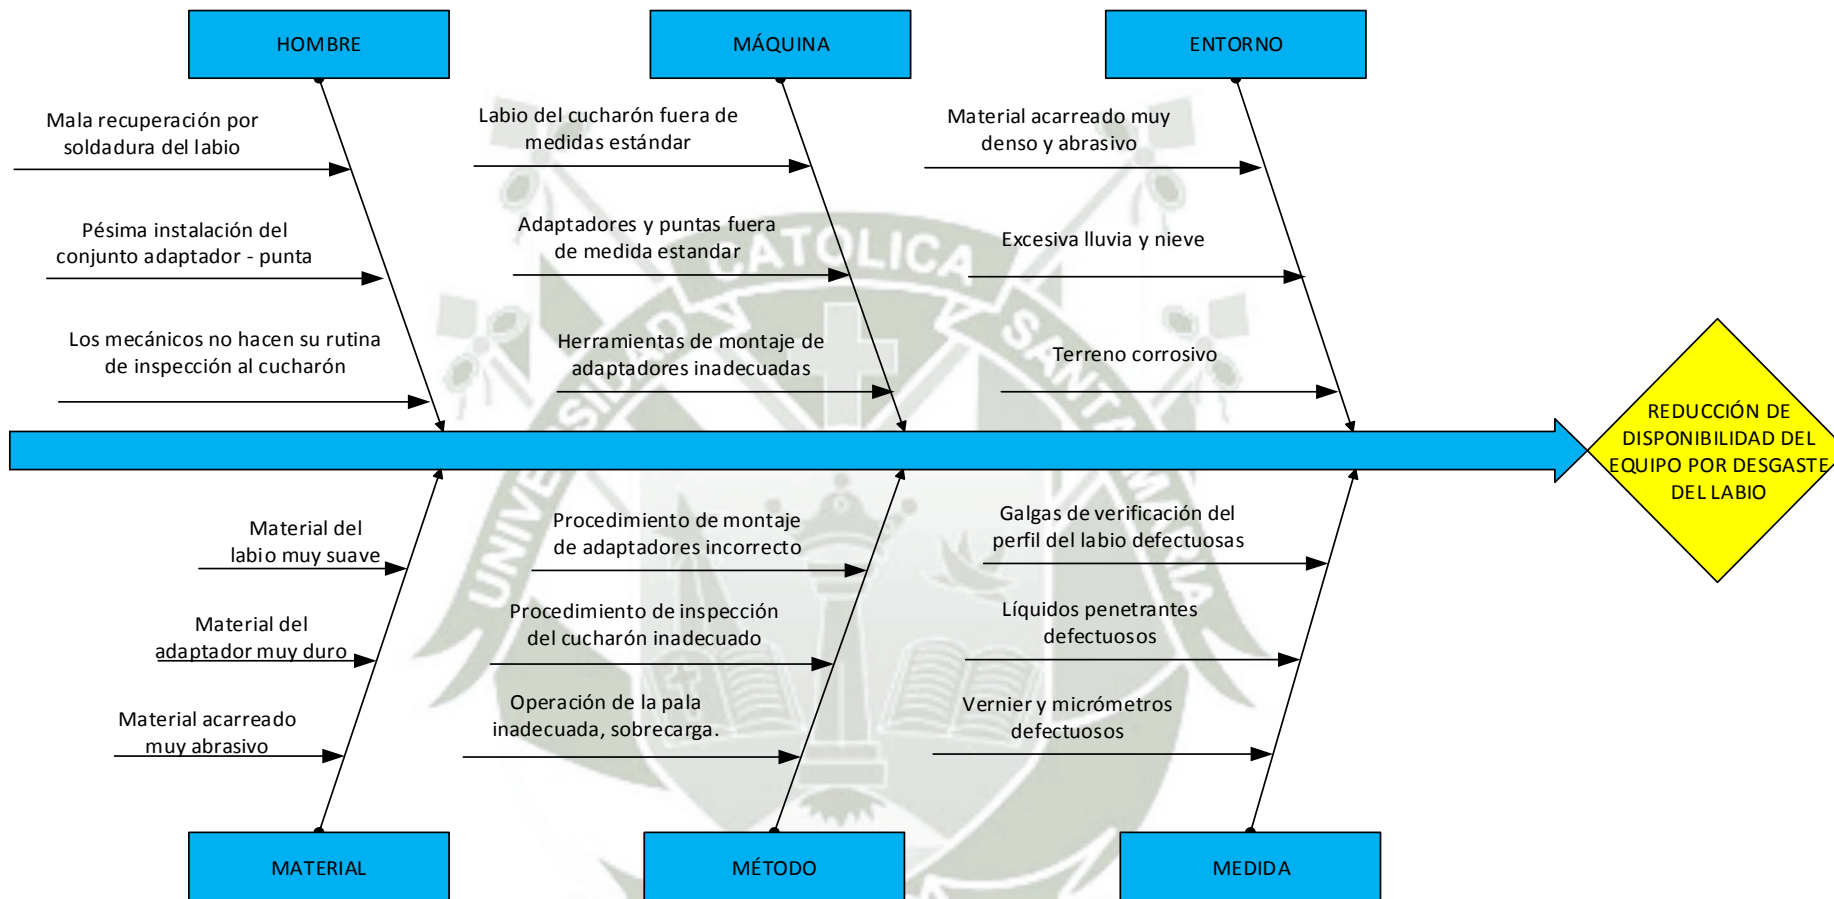 HOMBRE
MÁQUINA
ENTORNO
Mala recuperación por
soldadura del labio
Pésima instalación del
conjunto adaptador - punta
Los mecánicos no hacen su rutina
de inspección al cucharón
Labio del cucharón fuera de
medidas estándar
Adaptadores y puntas fuera
de medida estandar
Herramientas de montaje de
adaptadores inadecuadas
Material acarreado muy
denso y abrasivo
Excesiva lluvia y nieve
Terreno corrosivo
REDUCCIÓN DE
DISPONIBILIDAD DEL
EQUIPO POR DESGASTE
DEL LABIO
Material del
labio muy suave
Material del
adaptador muy duro
Material acarreado
muy abrasivo
Procedimiento de montaje
de adaptadores incorrecto
Procedimiento de inspección
del cucharón inadecuado
Operación de la pala
inadecuada, sobrecarga.
Galgas de verificación del
perfil del labio defectuosas
Líquidos penetrantes
defectuosos
Vernier y micrómetros
defectuosos
MATERIAL
MÉTODO
MEDIDA
UNIVERSIDAD CATOLICA SANTA MARIA